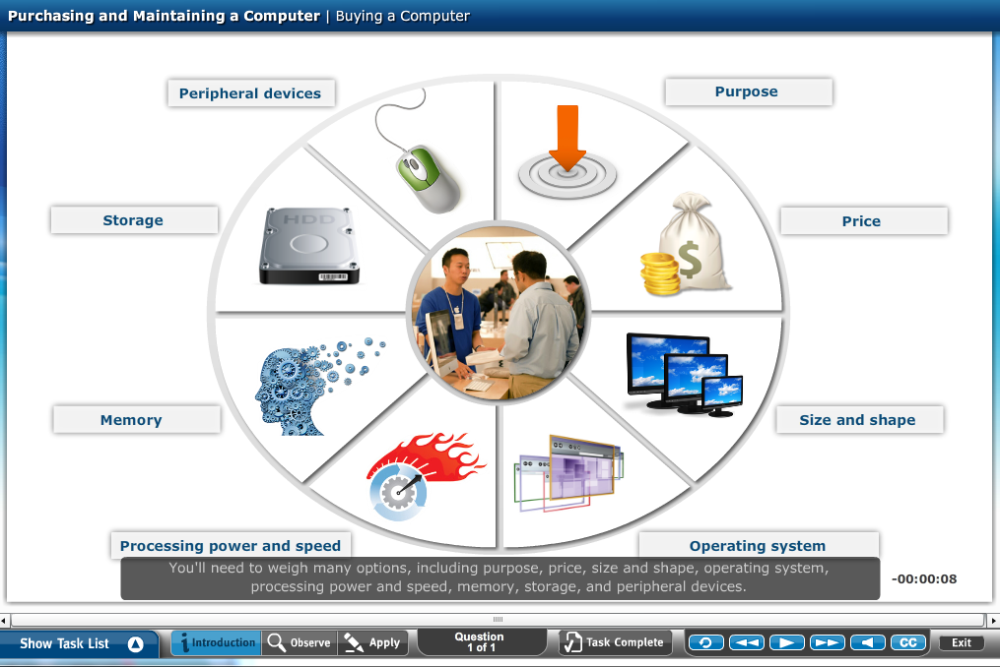 Purchasing and Maintaining a Computer | Buying a Computer
Peripheral devices
Purpose
Storage
HDD
Price
$
Memory
Size and shape
Processing power and speed
Operating system
You'll need to weigh many options, including purpose, price, size and shape, operating system,
processing power and speed, memory, storage, and peripheral devices.
-00:00:08
Show Task List
i Introduction
Observe
Apply
Question
1 of 1
Task Complete
CC
Exit